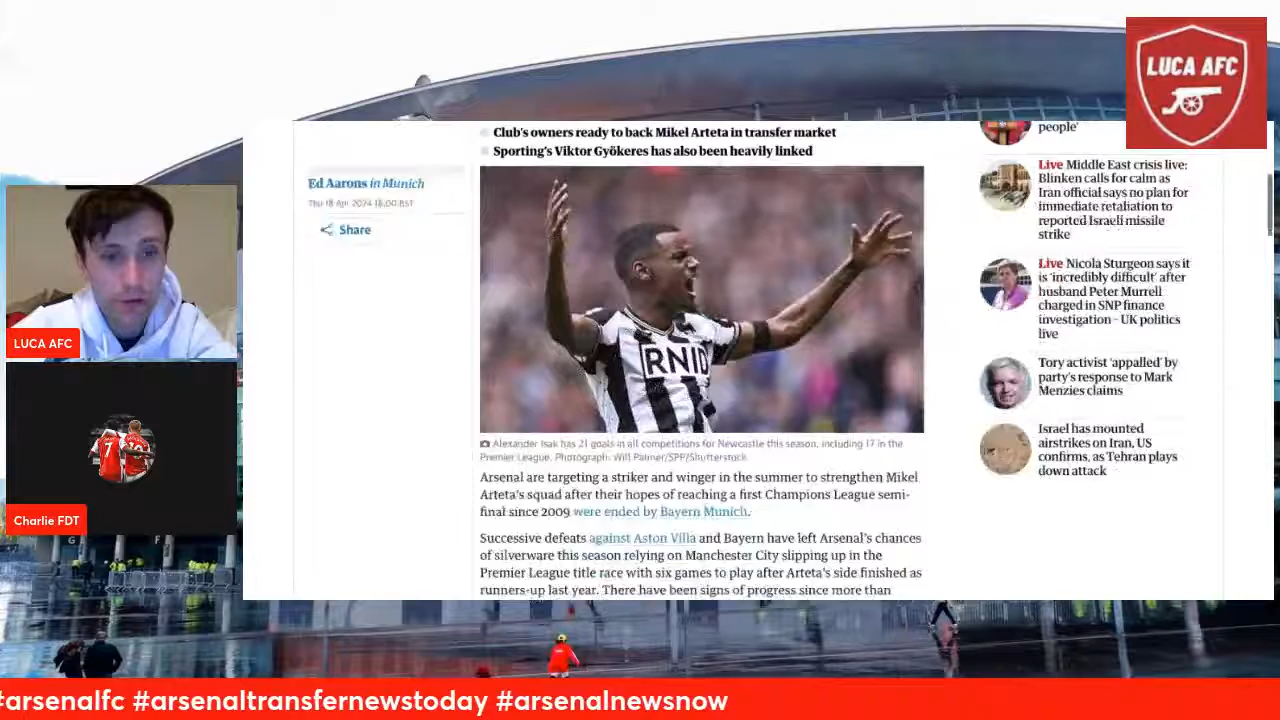 LUCA AFC
Club's owners ready to back Mikel Arteta in transfer market
Sporting's Viktor Gyökeres has also been heavily linked
Ed Aarons in Munich
Thu 18 Apr 2024 18.00 BST
Share
RNID
Alexander Isak has 21 goals in all competitions for Newcastle this season, including 17 in the
Premier League. Photograph: Will Palmer/SPP/Shutterstock
Arsenal are targeting a striker and winger in the summer to strengthen Mikel
Arteta's squad after their hopes of reaching a first Champions League semi-
final since 2009 were ended by Bayern Munich.
Successive defeats against Aston Villa and Bayern have left Arsenal's chances
of silverware this season relying on Manchester City slipping up in the
Premier League title race with six games to play after Arteta's side finished as
runners-up last year. There have been signs of progress since more than
people'
Live Middle East crisis live:
Blinken calls for calm as
Iran official says no plan for
immediate retaliation to
reported Israeli missile
strike
Live Nicola Sturgeon says it
is 'incredibly difficult' after
husband Peter Murrell
charged in SNP finance
investigation – UK politics
live
Tory activist 'appalled' by
party's response to Mark
Menzies claims
Israel has mounted
airstrikes on Iran, US
confirms, as Tehran plays
down attack
LUCA AFC
7
10
Charlie FDT
G
F
#arsenalfc #arsenaltransfernewstoday #arsenalnewsnow